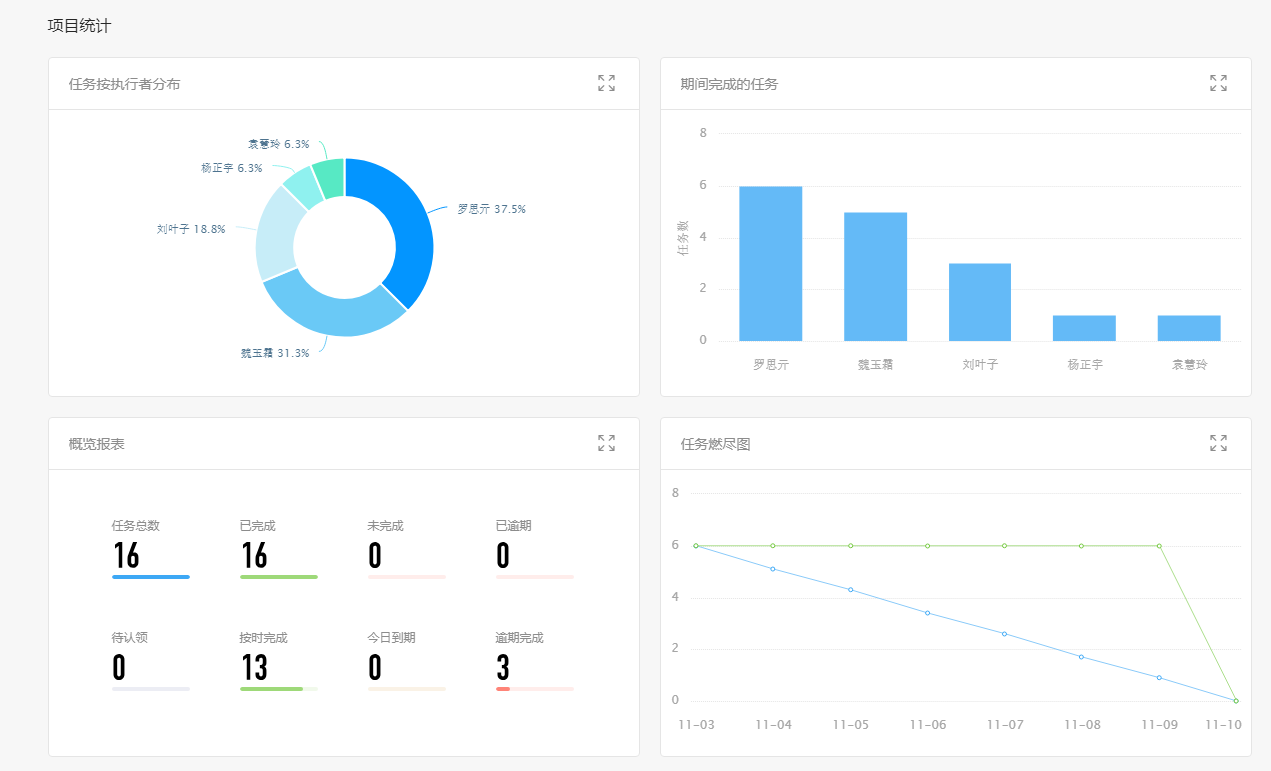 项目统计
任务按执行者分布
袁慧玲 6.3%
杨正宇 6.3%
罗思亓 37.5%
刘叶子 18.8%
魏玉霜 31.3%
期间完成的任务
任务数
8
6
4
2
0
罗思亓
魏玉霜
刘叶子
杨正宇
袁慧玲
概览报表
任务总数
16
已完成
16
未完成
0
已逾期
0
待认领
0
按时完成
13
今日到期
0
逾期完成
3
任务燃尽图
8
6
4
2
0
11-03
11-04
11-05
11-06
11-07
11-08
11-09
11-10